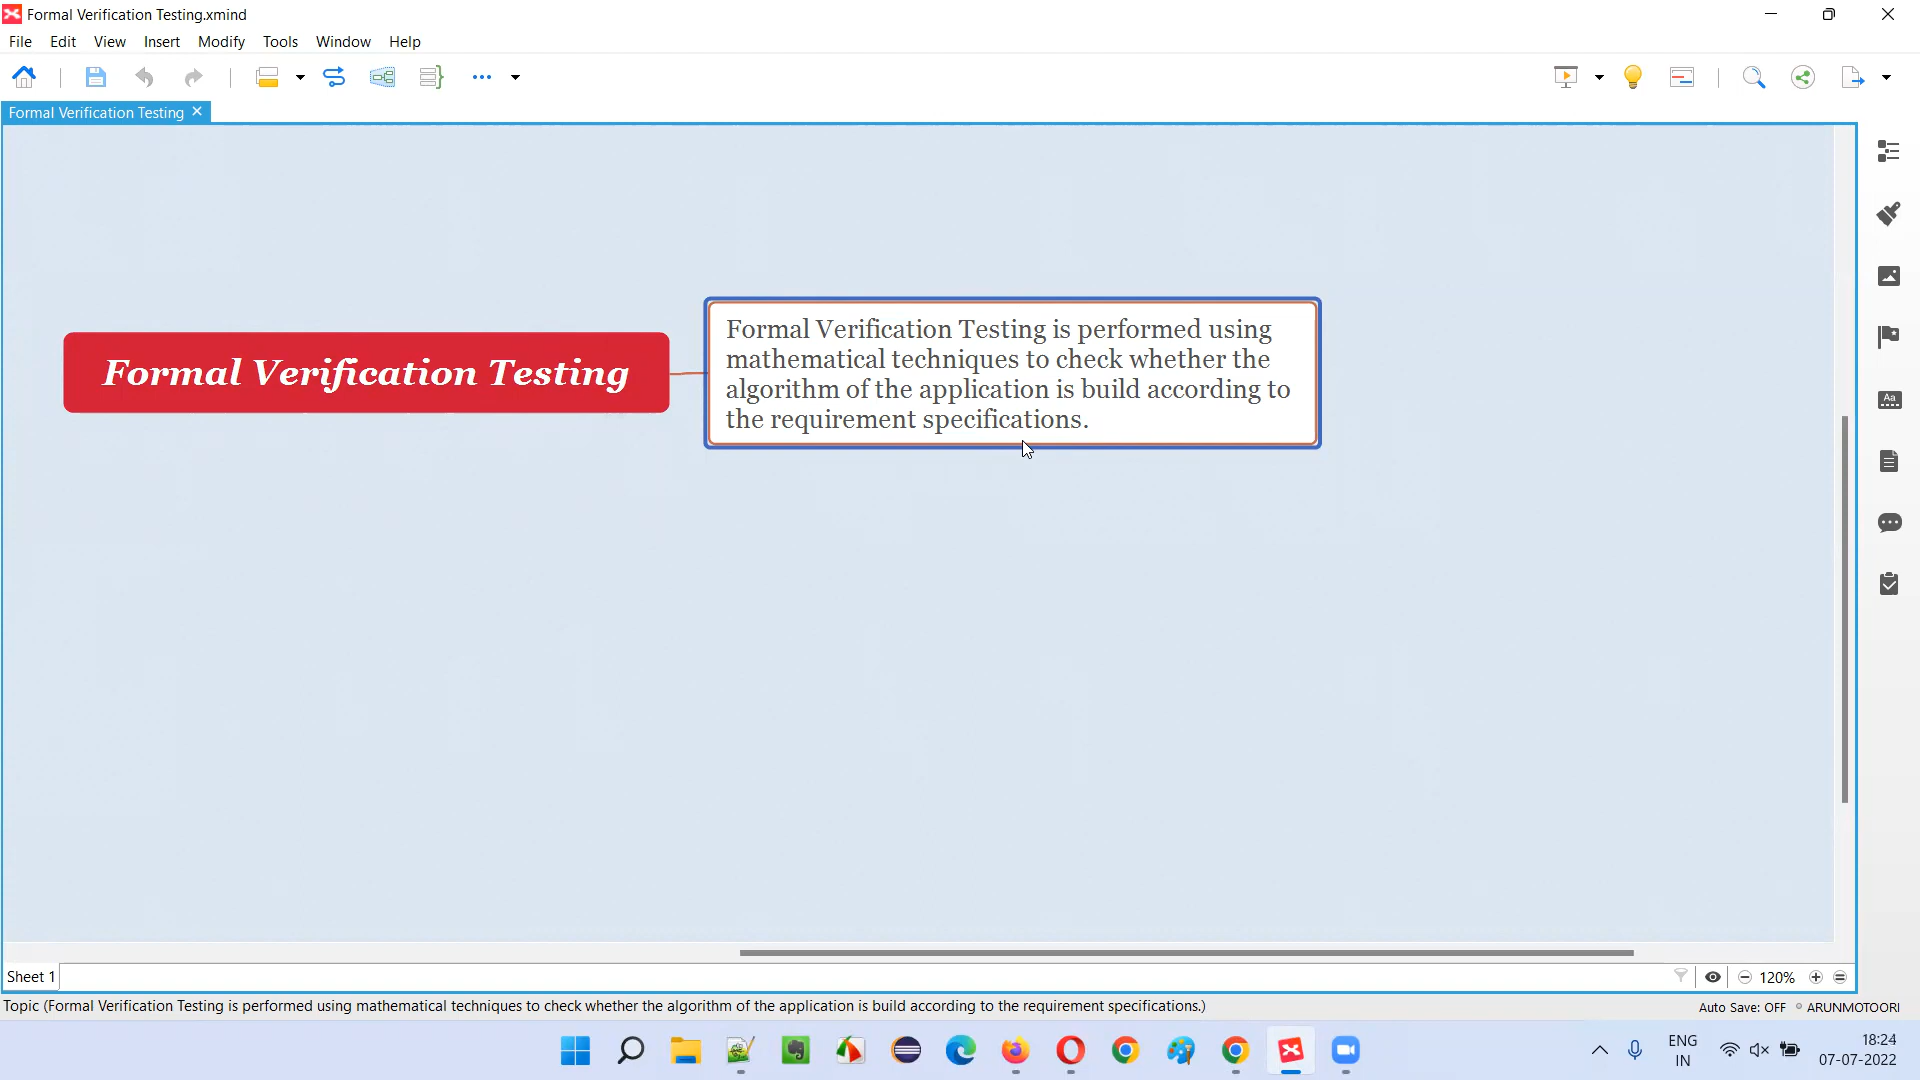 Formal Verification Testing.xmind
File Edit View Insert Modify Tools Window Help
Formal Verification Testing
Formal Verification Testing
Formal Verification Testing is performed using
mathematical techniques to check whether the
algorithm of the application is build according to
the requirement specifications.
Aa
Sheet 1
120%
Topic (Formal Verification Testing is performed using mathematical techniques to check whether the algorithm of the application is build according to the requirement specifications.)
Auto Save: OFF ARUNMOTOORI
ENG
IN
18:24
07-07-2022